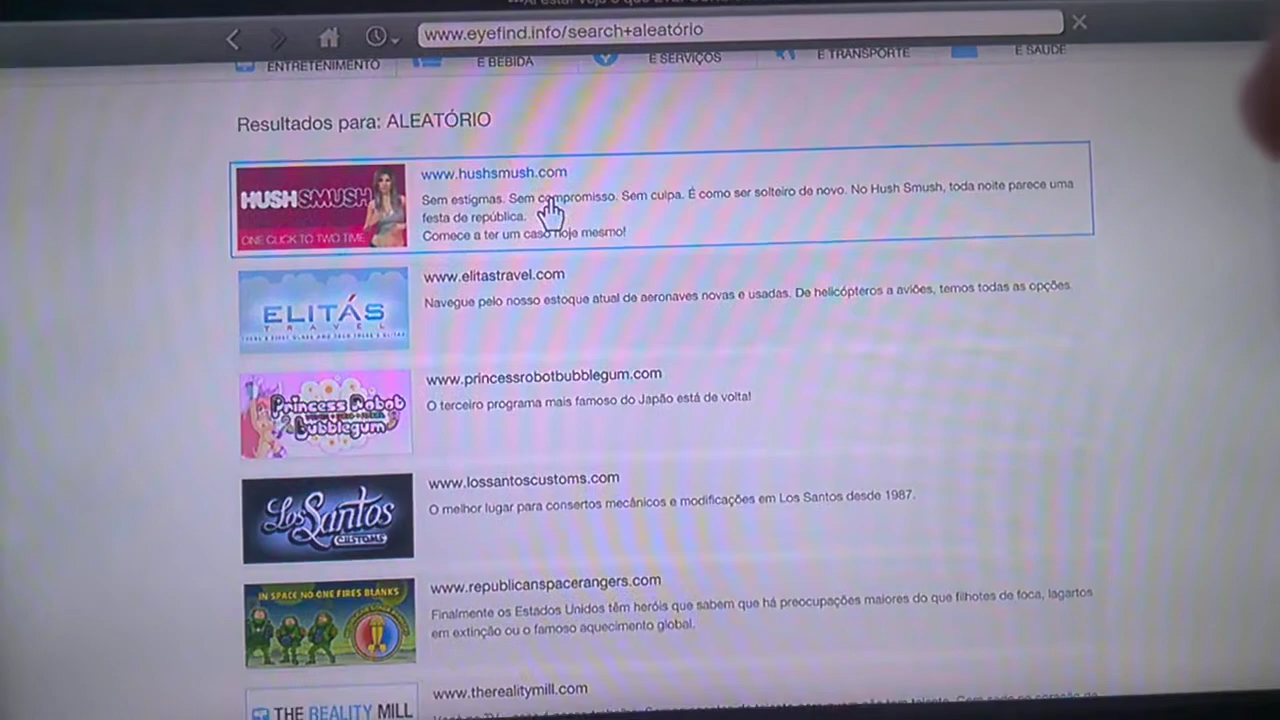 www.eyefind.info/search+aleatório
ENTRETENIMENTO
E BEBIDA
E SERVIÇOS
E TRANSPORTE
E SAÚDE
Resultados para: ALEATÓRIO
HUSHSMUSH
ONE CLICK TO TWO TIME
www.hushsmush.com
Sem estigmas. Sem compromisso. Sem culpa. É como ser solteiro de novo. No Hush Smush, toda noite parece uma
festa de república.
Comece a ter um caso hoje mesmo!
ELITÁS
TRAVEL
www.elitastravel.com
Navegue pelo nosso estoque atual de aeronaves novas e usadas. De helicópteros a aviões, temos todas as opções.
Princess Robot
Bubblegum
www.princessrobotbubblegum.com
O terceiro programa mais famoso do Japão está de volta!
Los Santos
CUSTOMS
www.lossantoscustoms.com
O melhor lugar para consertos mecânicos e modificações em Los Santos desde 1987.
IN SPACE NO ONE FIRES BLANKS
www.republicanspacerangers.com
Finalmente os Estados Unidos têm heróis que sabem que há preocupações maiores do que filhotes de foca, lagartos
em extinção ou o famoso aquecimento global.
THE REALITY MILL
www.therealitymill.com